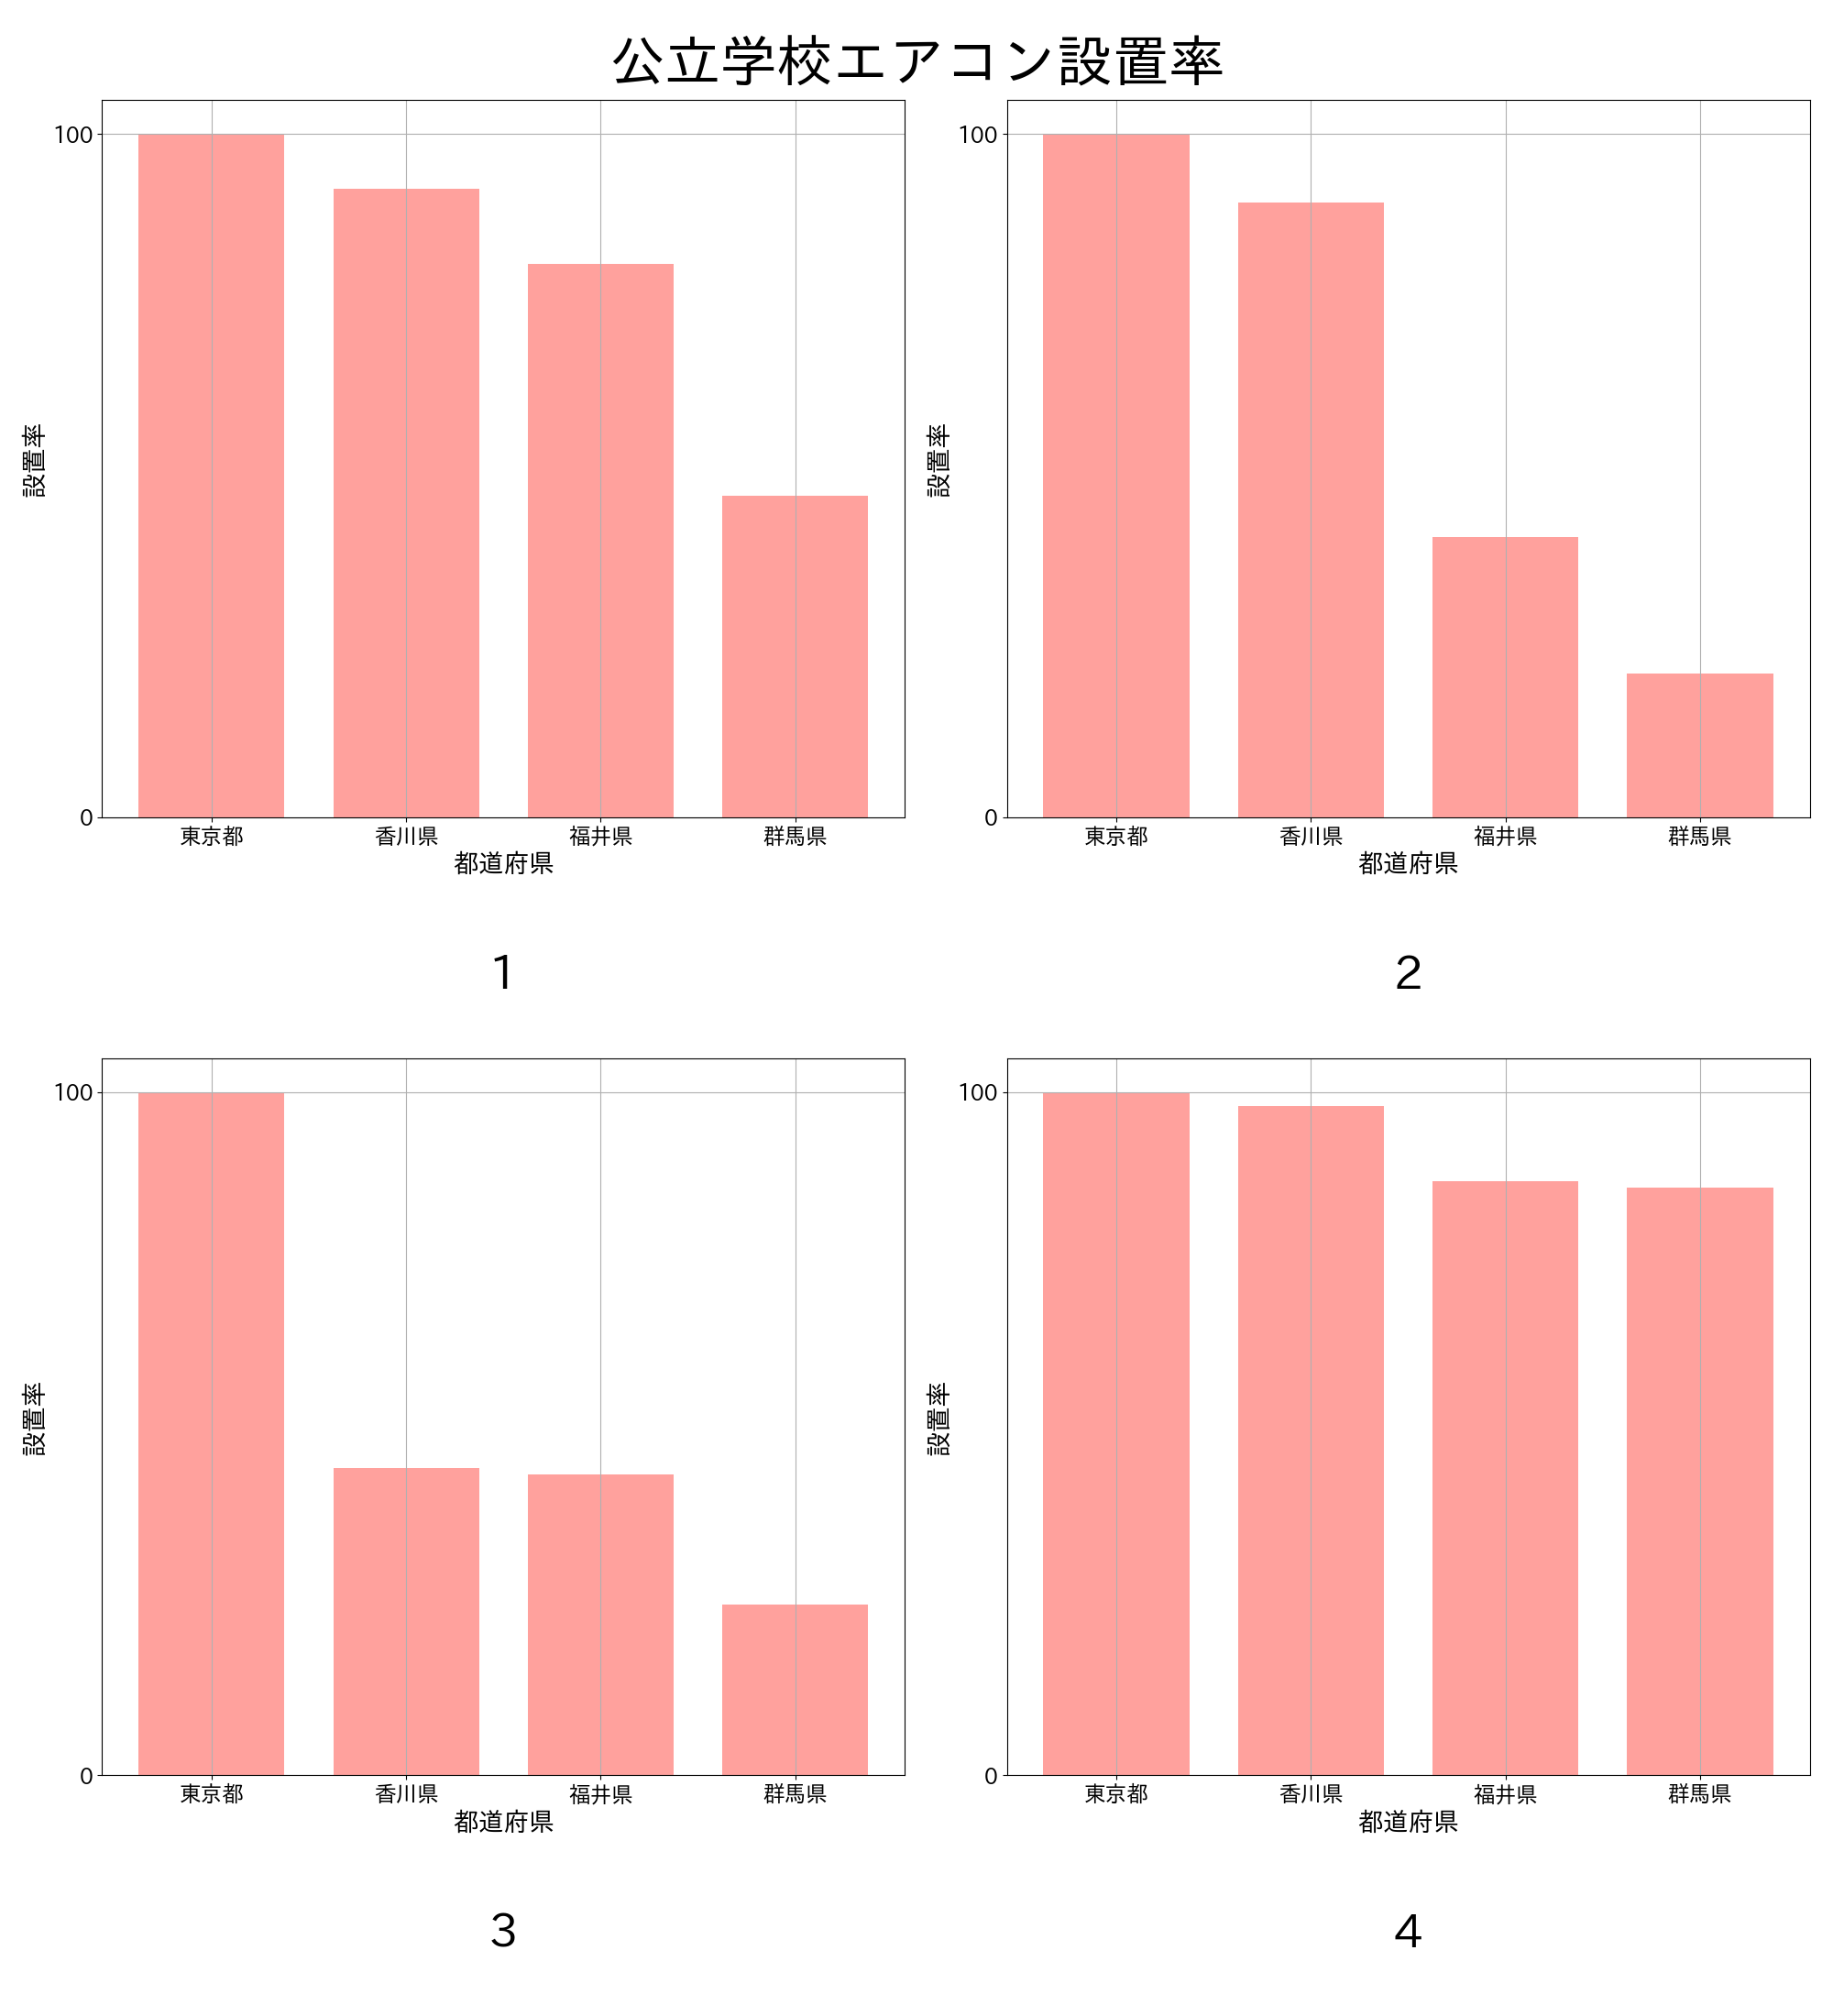 公立学校エアコン設置率
100
設置率
0
東京都 香川県 福井県 群馬県
都道府県
1
100
設置率
0
東京都 香川県 福井県 群馬県
都道府県
2
100
設置率
0
東京都 香川県 福井県 群馬県
都道府県
3
100
設置率
0
東京都 香川県 福井県 群馬県
都道府県
4